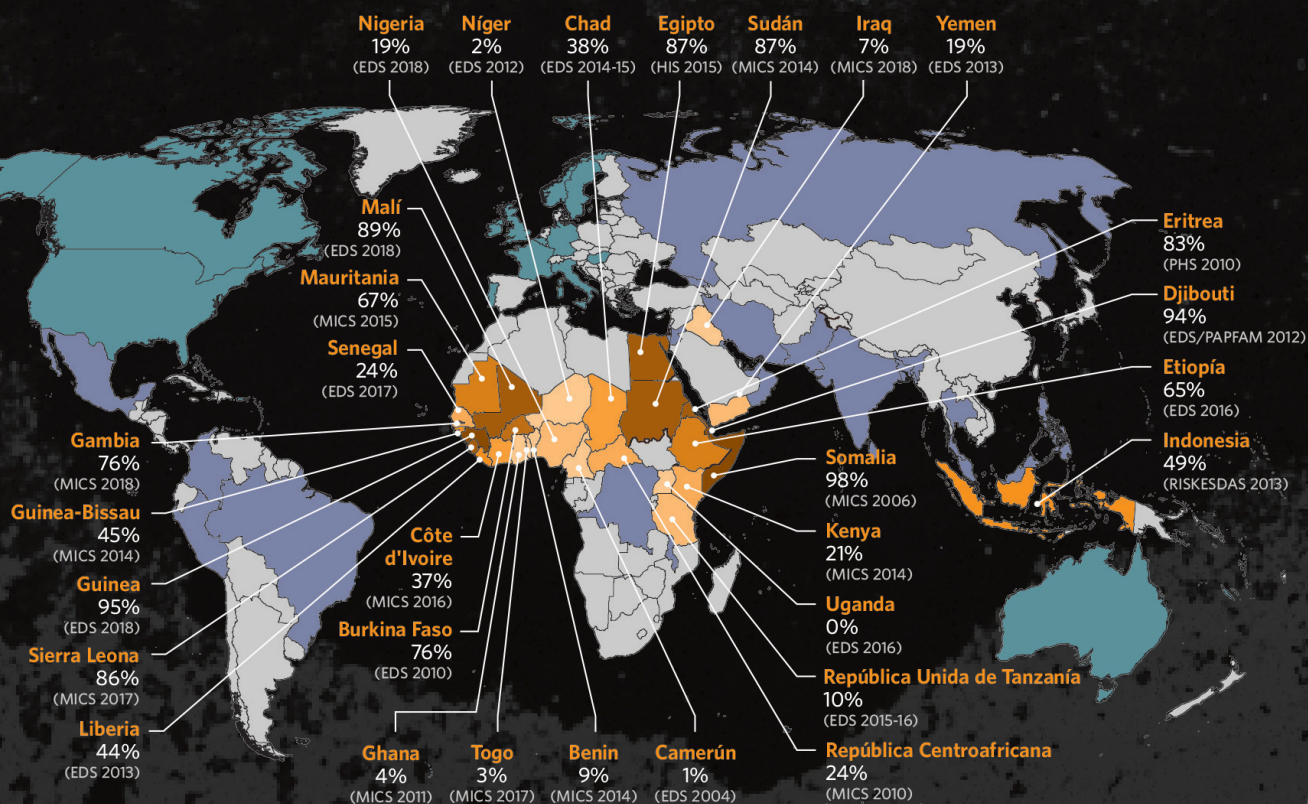 Nigeria
19%
(EDS 2018)
Níger
2%
(EDS 2012)
Chad
38%
(EDS 2014-15)
Egipto
87%
(HIS 2015)
Sudán
87%
(MICS 2014)
Iraq
7%
(MICS 2018)
Yemen
19%
(EDS 2013)
Malí
89%
(EDS 2018)
Mauritania
67%
(MICS 2015)
Senegal
24%
(EDS 2017)
Gambia
76%
(MICS 2018)
Guinea-Bissau
45%
(MICS 2014)
Guinea
95%
(EDS 2018)
Sierra Leona
86%
(MICS 2017)
Liberia
44%
(EDS 2013)
Côte
d'Ivoire
37%
(MICS 2016)
Burkina Faso
76%
(EDS 2010)
Ghana
4%
(MICS 2011)
Togo
3%
(MICS 2017)
Benin
9%
(MICS 2014)
Camerún
1%
(EDS 2004)
Eritrea
83%
(PHS 2010)
Djibouti
94%
(EDS/PAPFAM 2012)
Etiopía
65%
(EDS 2016)
Indonesia
49%
(RISKESDAS 2013)
Somalia
98%
(MICS 2006)
Kenya
21%
(MICS 2014)
Uganda
0%
(EDS 2016)
República Unida de Tanzanía
10%
(EDS 2015-16)
República Centroafricana
24%
(MICS 2010)